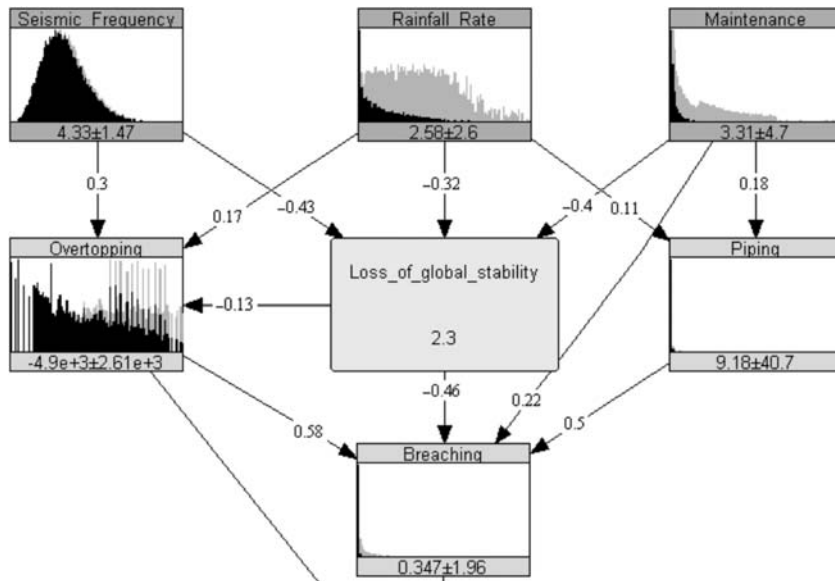 Seismic_Frequency
Rainfall_Rate
Maintenance
4.33±1.47
2.58±2.6
3.31±4.7
0.3
-0.43
0.17
-0.32
-0.4
0.11
0.18
Overtopping
Loss_of_global_stability
Piping
-0.13
2.3
-4.9e+3±2.61e+3
9.18±40.7
-0.46
0.22
0.58
0.5
Breaching
0.347±1.96